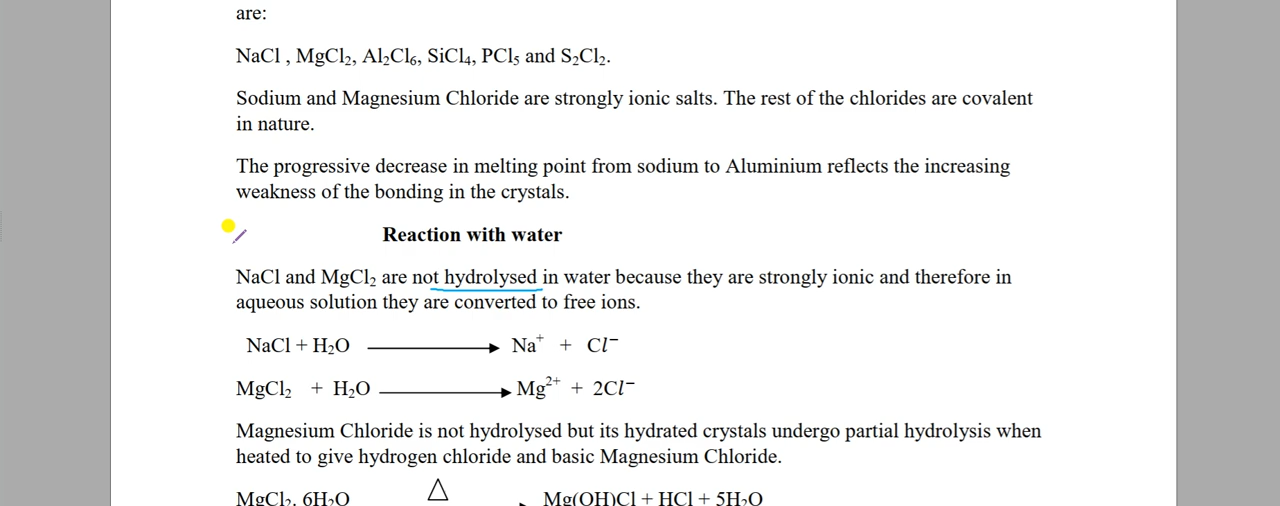 are:
NaCl , MgCl₂, Al₂Cl₆, SiCl₄, PCl₅ and S₂Cl₂.
Sodium and Magnesium Chloride are strongly ionic salts. The rest of the chlorides are covalent
in nature.
The progressive decrease in melting point from sodium to Aluminium reflects the increasing
weakness of the bonding in the crystals.
Reaction with water
NaCl and MgCl₂ are not hydrolysed in water because they are strongly ionic and therefore in
aqueous solution they are converted to free ions.
NaCl + H₂O ⟶ Na⁺ + Cl⁻
MgCl₂ + H₂O ⟶ Mg²⁺ + 2Cl⁻
Magnesium Chloride is not hydrolysed but its hydrated crystals undergo partial hydrolysis when
heated to give hydrogen chloride and basic Magnesium Chloride.
MgCl₂. 6H₂O △ Mg(OH)Cl + HCl + 5H₂O